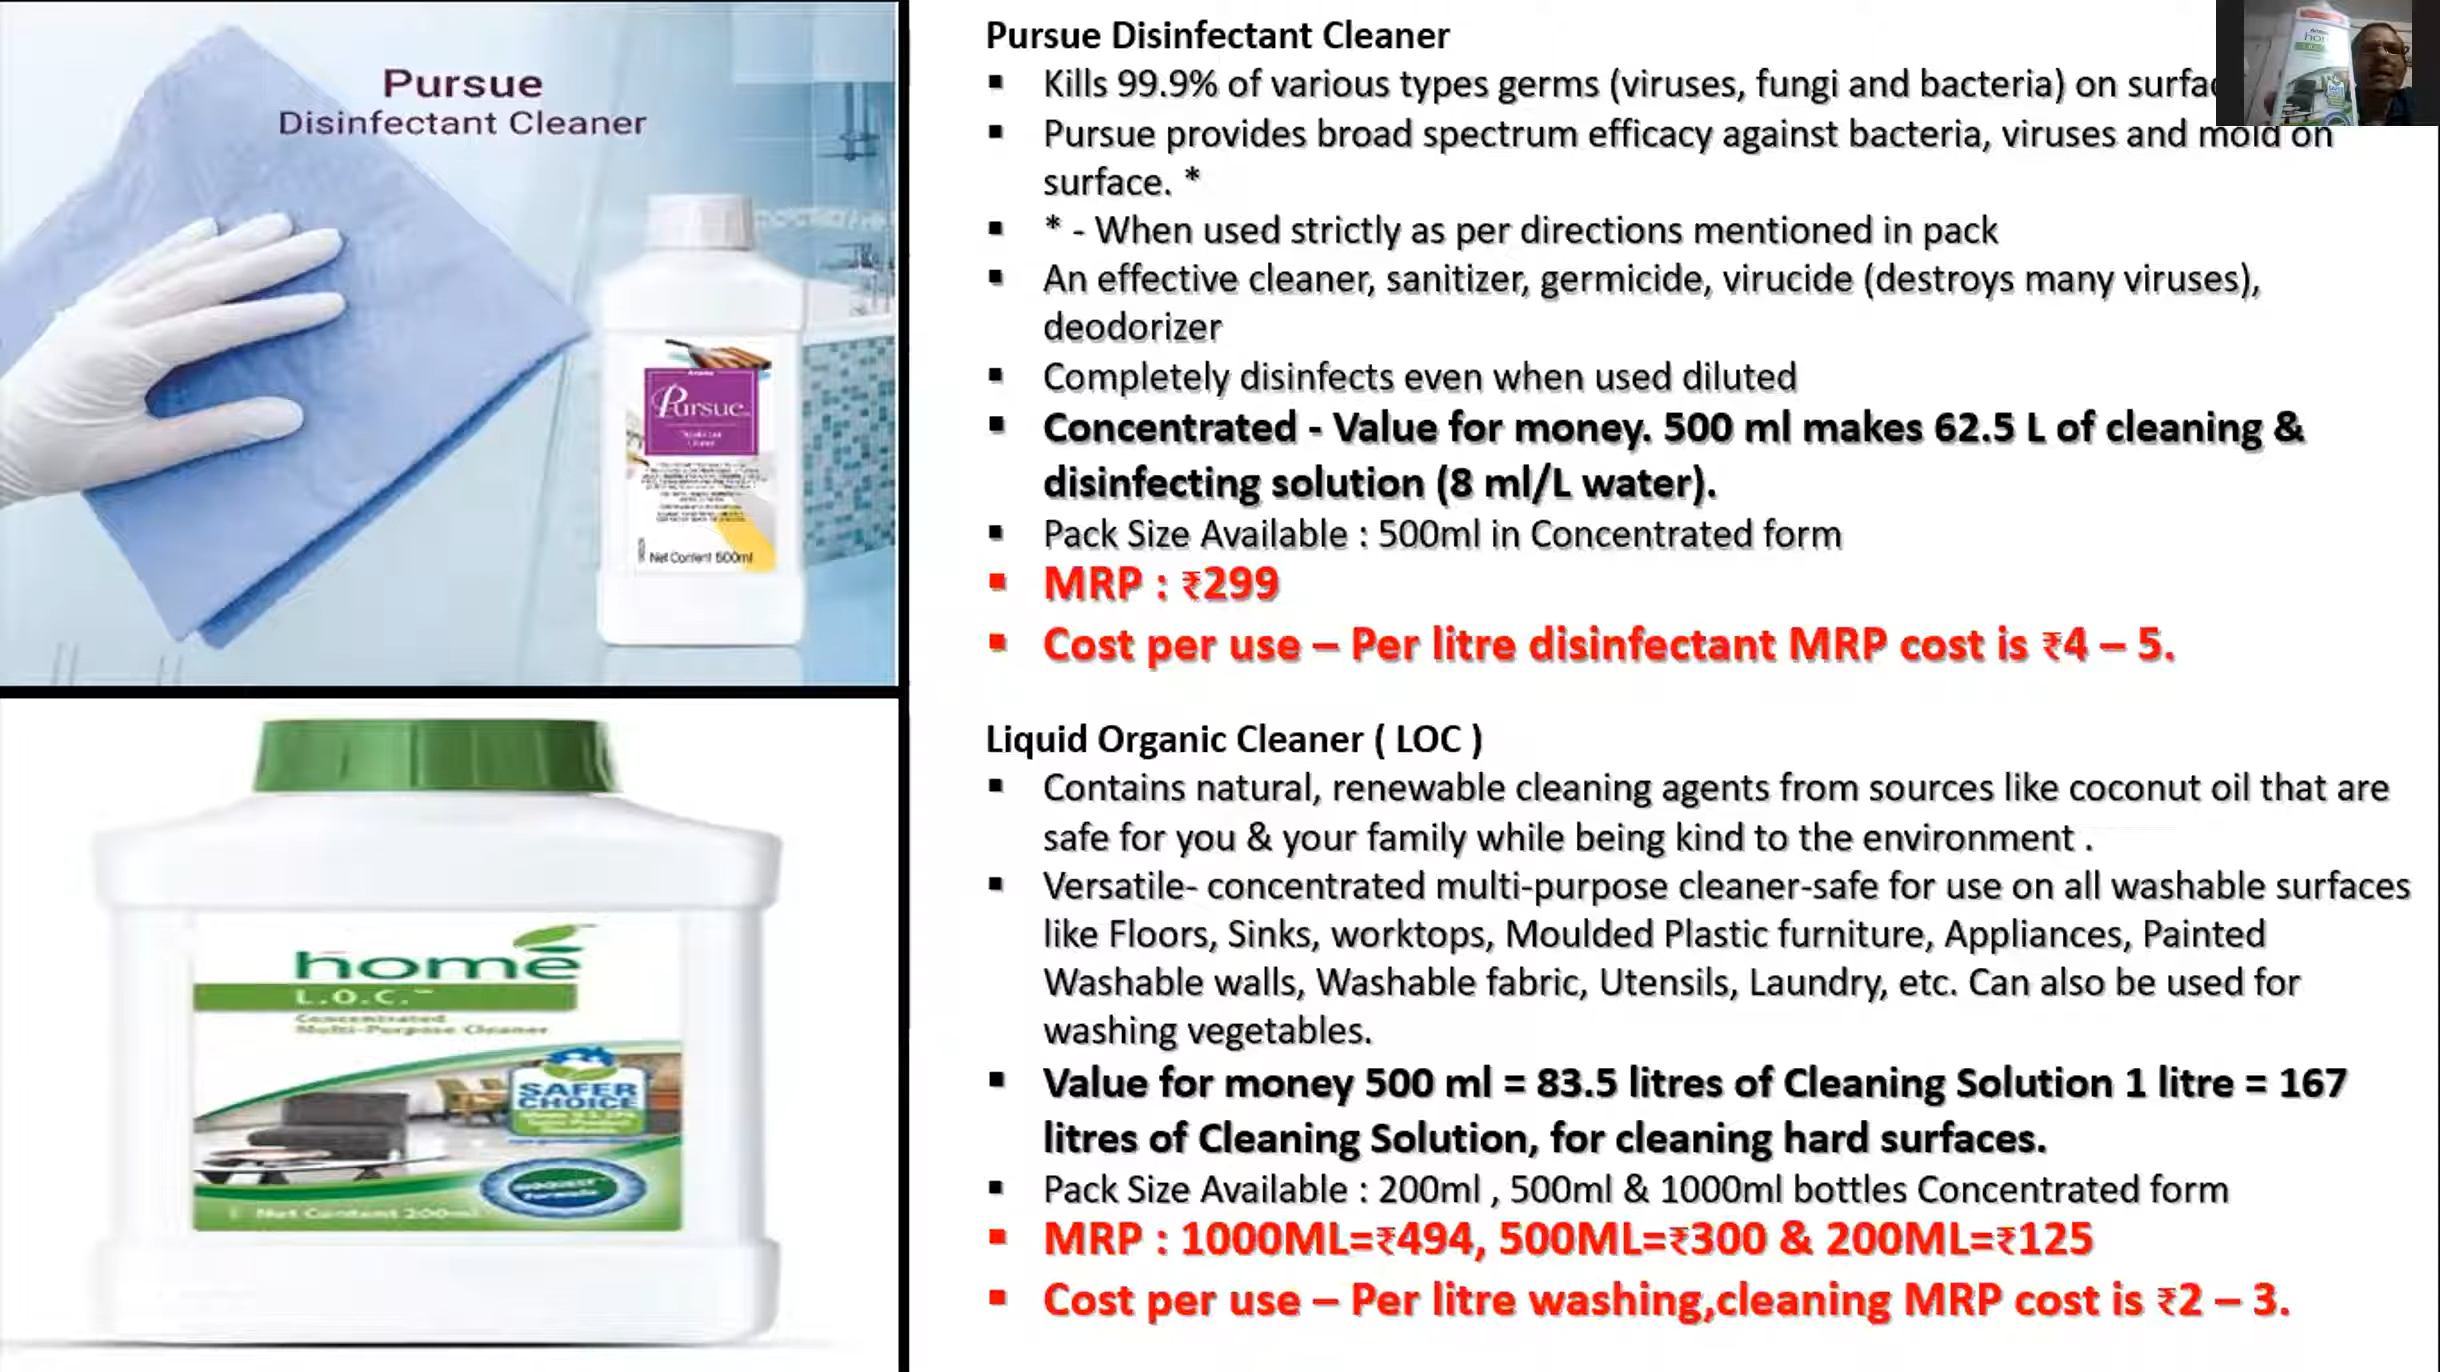 Pursue
Disinfectant Cleaner
Pursue
Net Content 500ml
home
L.O.C.™
Concentrated
Multi-Purpose Cleaner
SAFER
CHOICE
Net Content 200ml
Pursue Disinfectant Cleaner
▪ Kills 99.9% of various types germs (viruses, fungi and bacteria) on
▪ Pursue provides broad spectrum efficacy against bacteria, viruses and mold on
surface. *
▪ * - When used strictly as per directions mentioned in pack
▪ An effective cleaner, sanitizer, germicide, virucide (destroys many viruses),
deodorizer
▪ Completely disinfects even when used diluted
▪ Concentrated - Value for money. 500 ml makes 62.5 L of cleaning &
disinfecting solution (8 ml/L water).
▪ Pack Size Available : 500ml in Concentrated form
▪ MRP : ₹299
▪ Cost per use – Per litre disinfectant MRP cost is ₹4 – 5.
Liquid Organic Cleaner ( LOC )
▪ Contains natural, renewable cleaning agents from sources like coconut oil that are
safe for you & your family while being kind to the environment .
▪ Versatile- concentrated multi-purpose cleaner-safe for use on all washable surfaces
like Floors, Sinks, worktops, Moulded Plastic furniture, Appliances, Painted
Washable walls, Washable fabric, Utensils, Laundry, etc. Can also be used for
washing vegetables.
▪ Value for money 500 ml = 83.5 litres of Cleaning Solution 1 litre = 167
litres of Cleaning Solution, for cleaning hard surfaces.
▪ Pack Size Available : 200ml , 500ml & 1000ml bottles Concentrated form
▪ MRP : 1000ML=₹494, 500ML=₹300 & 200ML=₹125
▪ Cost per use – Per litre washing,cleaning MRP cost is ₹2 – 3.